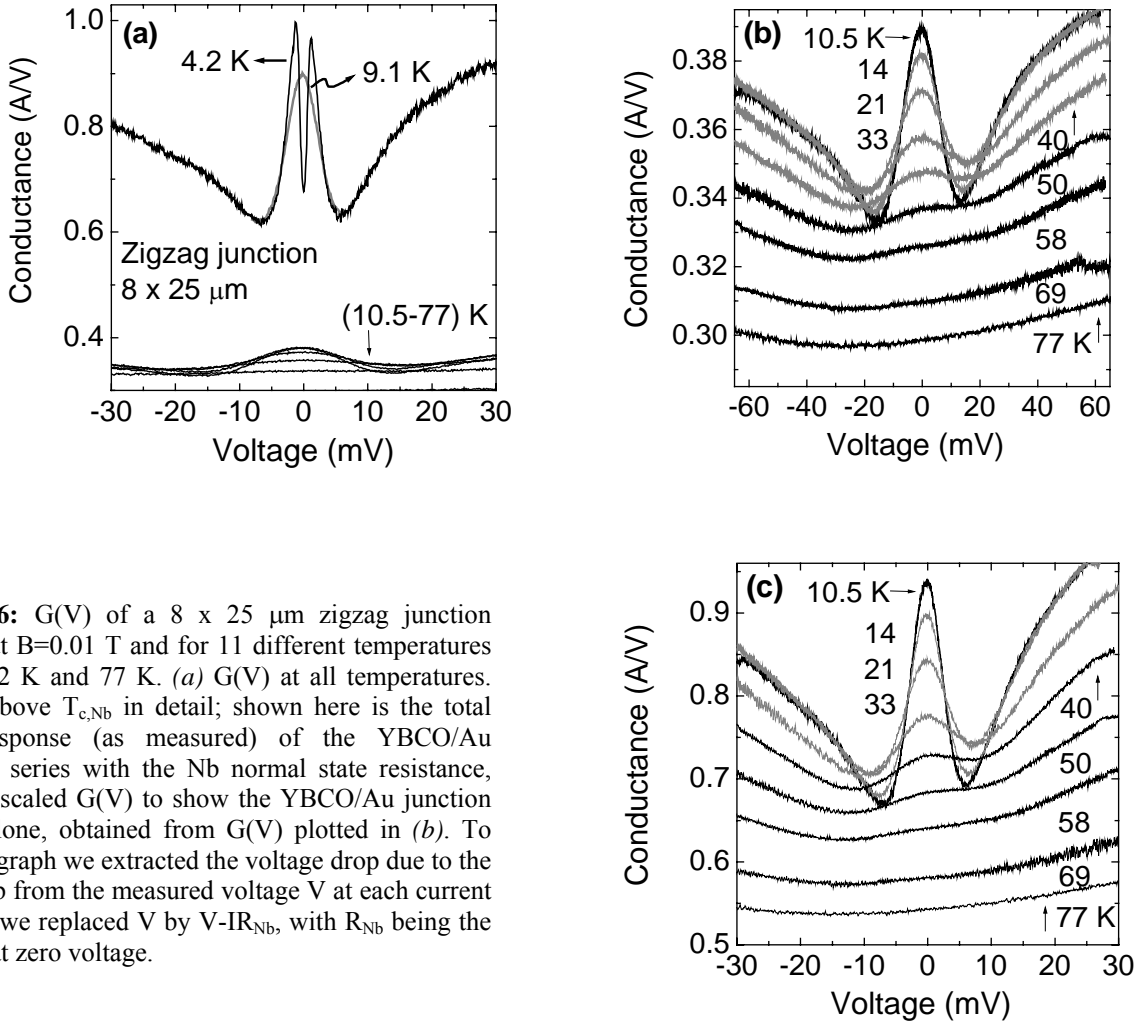 (a)
4.2 K
9.1 K
Zigzag junction
8 x 25 μm
(10.5-77) K
Conductance (A/V)
1.0
0.8
0.6
0.4
-30 -20 -10 0 10 20 30
Voltage (mV)
(b)
10.5 K
14
21
33
40
50
58
69
77 K
Conductance (A/V)
0.38
0.36
0.34
0.32
0.30
-60 -40 -20 0 20 40 60
Voltage (mV)
6: G(V) of a 8 x 25 μm zigzag junction
t B=0.01 T and for 11 different temperatures
2 K and 77 K. (a) G(V) at all temperatures.
bove Tc,Nb in detail; shown here is the total
sponse (as measured) of the YBCO/Au
series with the Nb normal state resistance,
scaled G(V) to show the YBCO/Au junction
lone, obtained from G(V) plotted in (b). To
graph we extracted the voltage drop due to the
p from the measured voltage V at each current
we replaced V by V-IRNb, with RNb being the
t zero voltage.
(c)
10.5 K
14
21
33
40
50
58
69
77 K
Conductance (A/V)
0.9
0.8
0.7
0.6
0.5
-30 -20 -10 0 10 20 30
Voltage (mV)